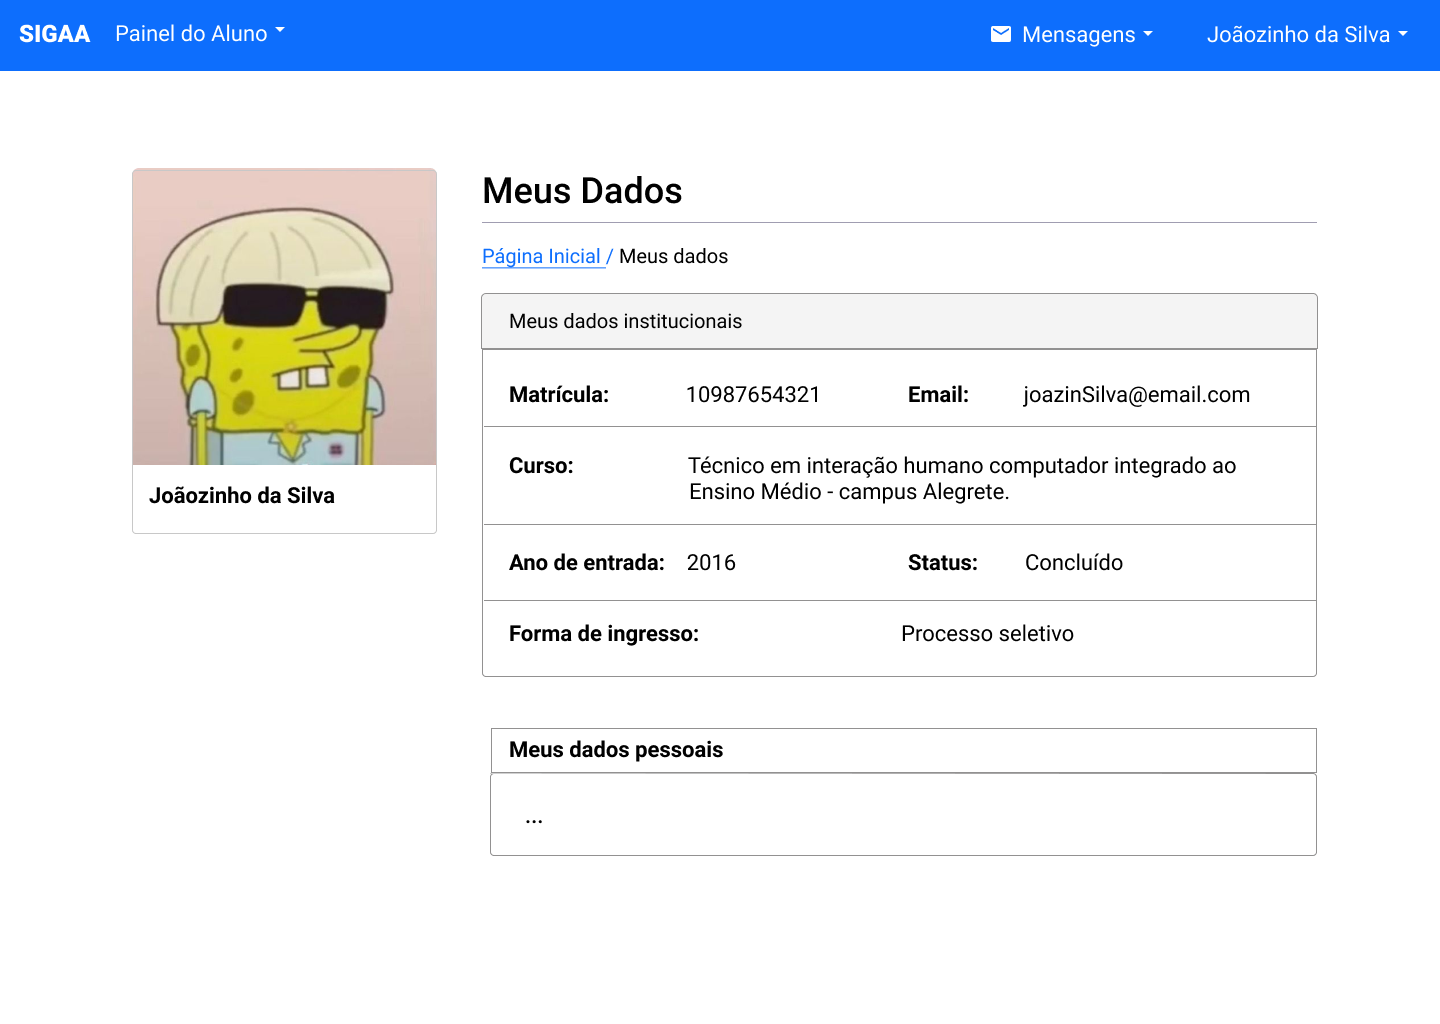 SIGAA Painel do Aluno Mensagens Joãozinho da Silva
Joãozinho da Silva
Meus Dados
Página Inicial / Meus dados
Meus dados institucionais
Matrícula: 10987654321 Email: joazinSilva@email.com
Curso: Técnico em interação humano computador integrado ao
Ensino Médio - campus Alegrete.
Ano de entrada: 2016 Status: Concluído
Forma de ingresso: Processo seletivo
Meus dados pessoais
...